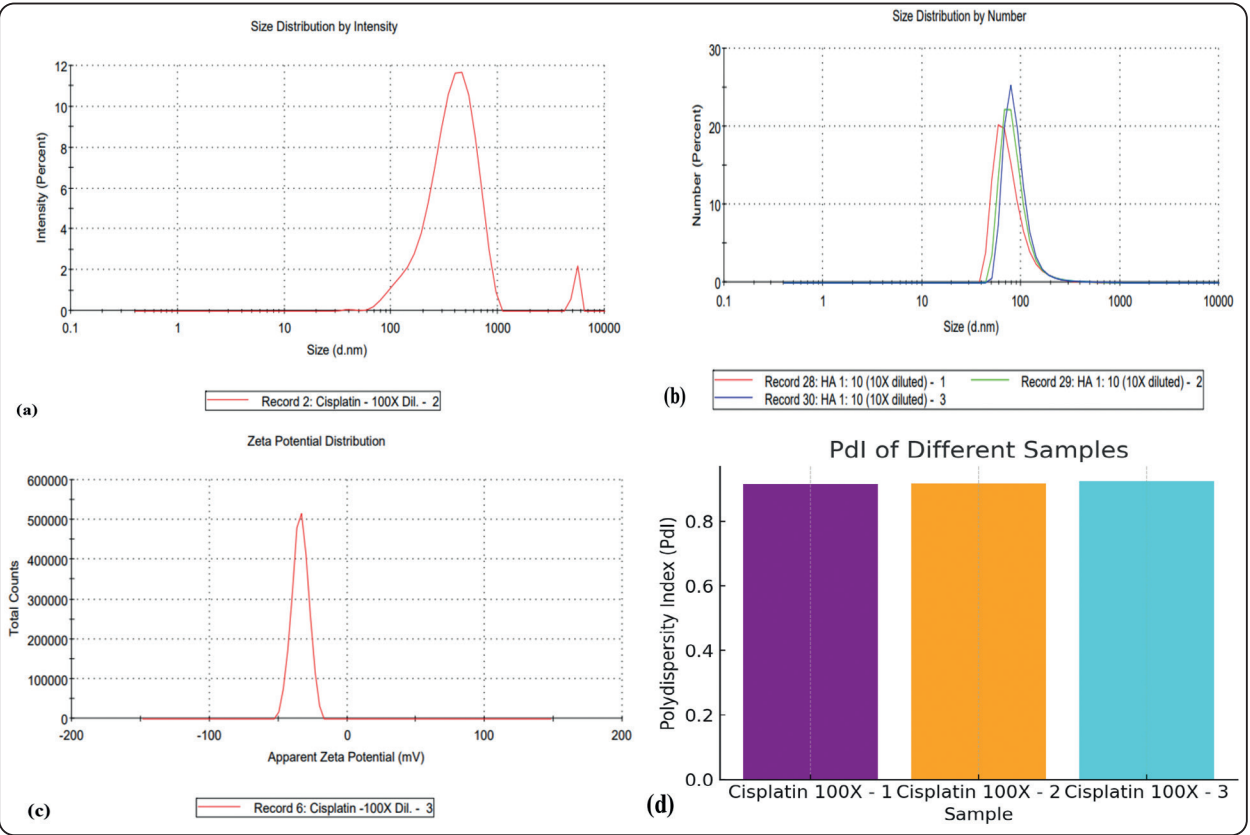 Size Distribution by Intensity
12
10
8
6
4
2
0
Intensity (Percent)
0.1 1 10 100 1000 10000
Size (d.nm)
Record 2: Cisplatin - 100X Dil. - 2
(a)
Size Distribution by Number
30
20
10
0
Number (Percent)
0.1 1 10 100 1000 10000
Size (d.nm)
Record 28: HA 1: 10 (10X diluted) - 1 Record 29: HA 1: 10 (10X diluted) - 2
Record 30: HA 1: 10 (10X diluted) - 3
(b)
Zeta Potential Distribution
600000
500000
400000
300000
200000
100000
0
Total Counts
-200 -100 0 100 200
Apparent Zeta Potential (mV)
Record 6: Cisplatin -100X Dil. - 3
(c)
PdI of Different Samples
0.8
0.6
0.4
0.2
0.0
Polydispersity Index (PdI)
Cisplatin 100X - 1 Cisplatin 100X - 2 Cisplatin 100X - 3
Sample
(d)